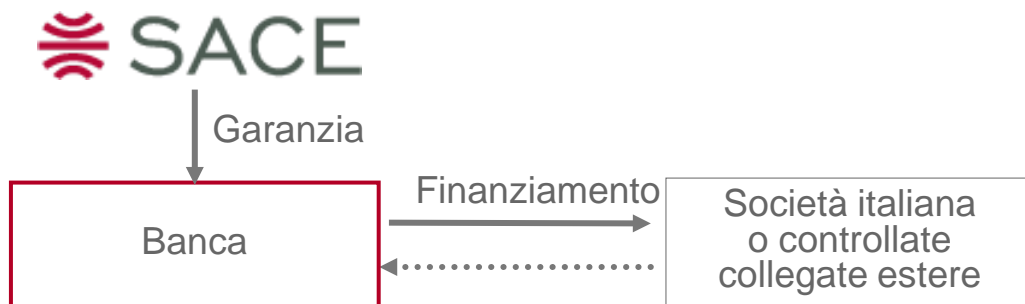 SACE
Garanzia
Finanziamento
Banca
Società italiana
o controllate
collegate estere